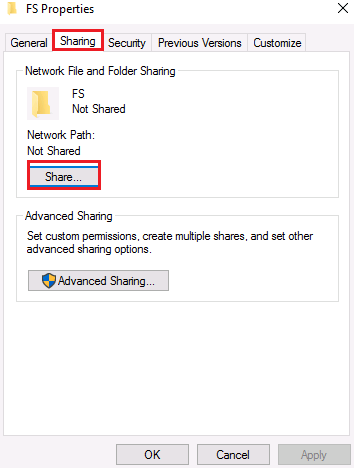 FS Properties
General Sharing Security Previous Versions Customize
Network File and Folder Sharing
FS
Not Shared
Network Path:
Not Shared
Share...
Advanced Sharing
Set custom permissions, create multiple shares, and set other
advanced sharing options.
Advanced Sharing...
OK Cancel Apply